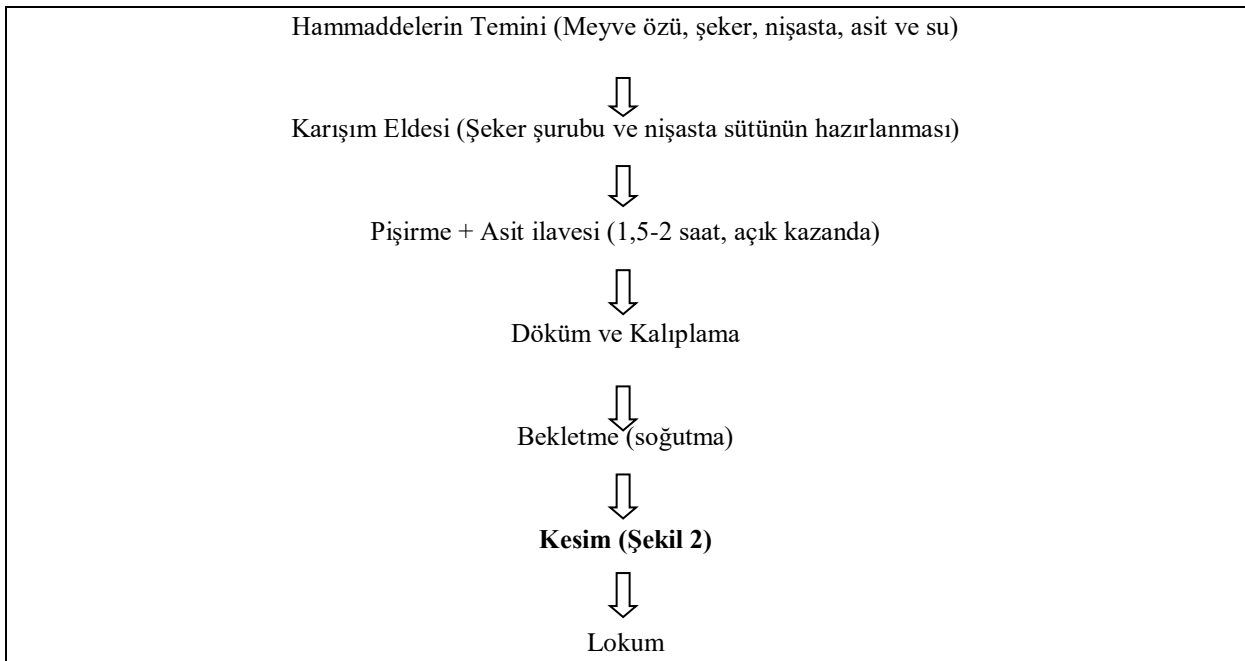 Hammaddelerin Temini (Meyve özü, şeker, nişasta, asit ve su)
Karışım Eldesi (Şeker şurubu ve nişasta sütünün hazırlanması)
Pişirme + Asit ilavesi (1,5-2 saat, açık kazanda)
Döküm ve Kalıplama
Bekletme (soğutma)
Kesim (Şekil 2)
Lokum